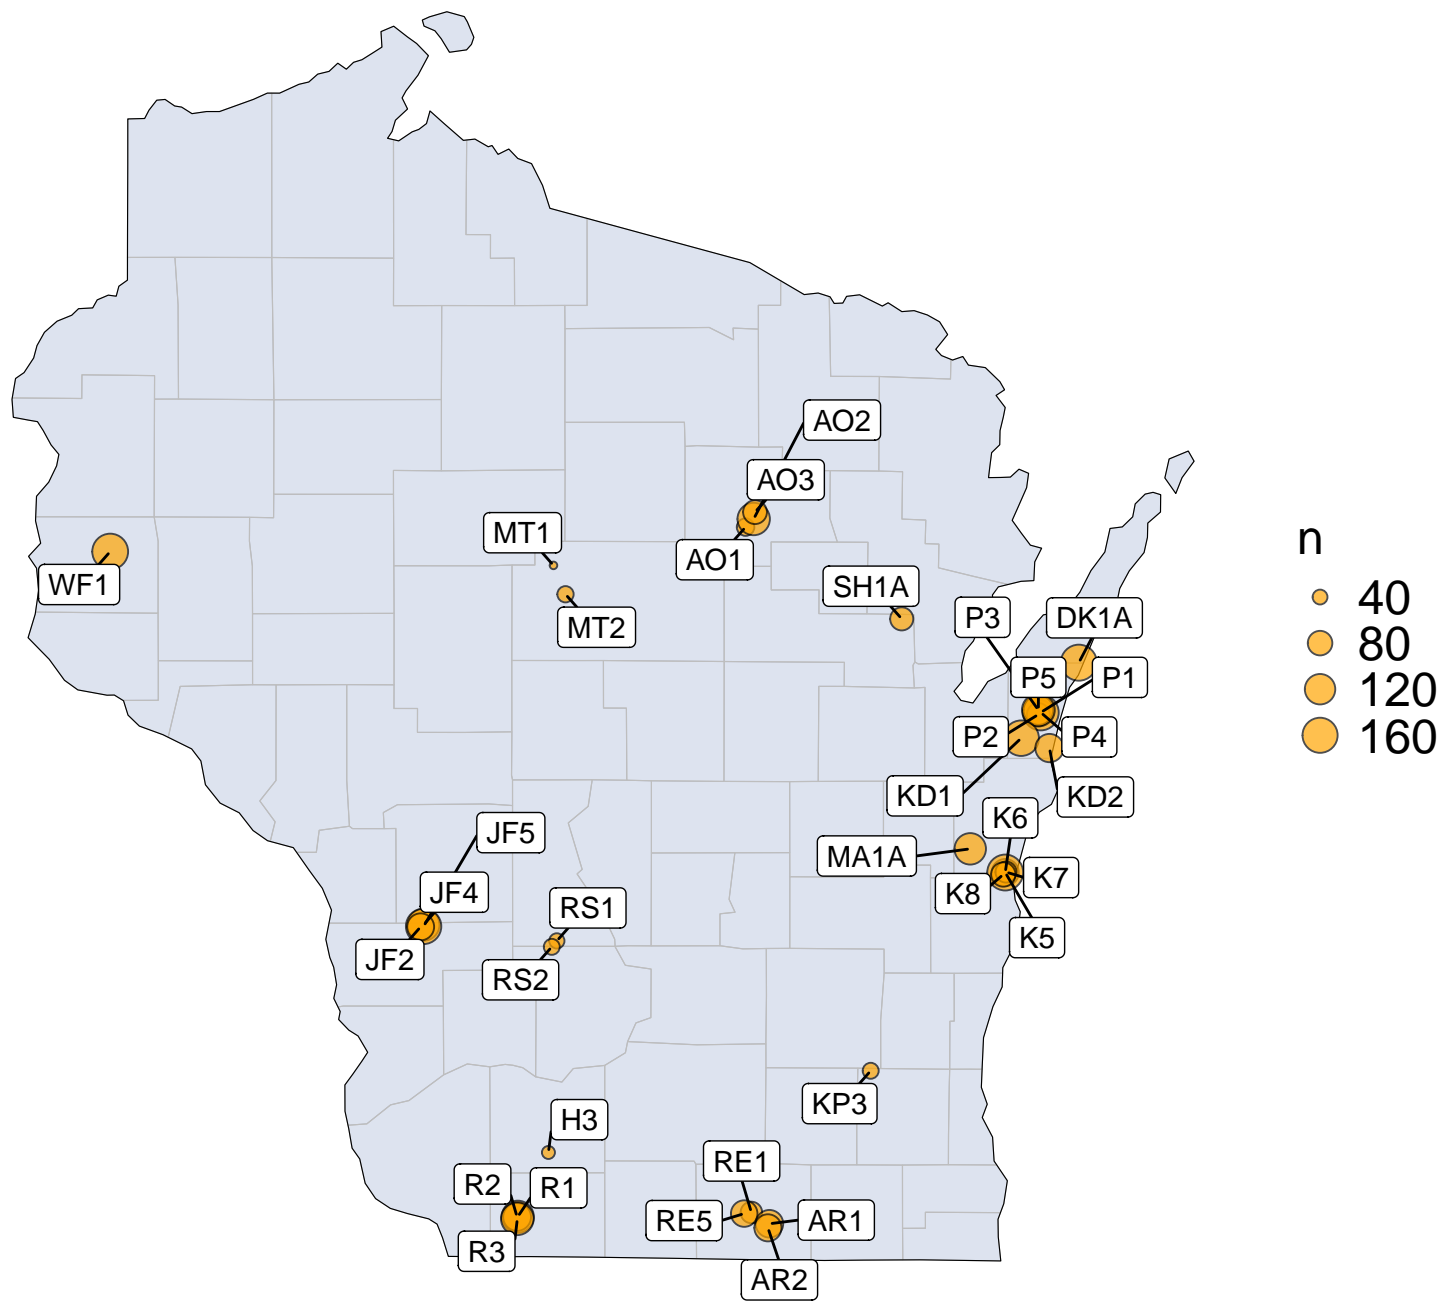 AO2
AO3
MT1
n
AO1
WF1
SH1A
40
MT2
P3
DK1A
80
P5
P1
120
P2
P4
160
KD1
KD2
K6
JF5
MA1A
K7
JF4
K8
RS1
K5
JF2
RS2
KP3
H3
RE1
R2
R1
RE5
AR1
R3
AR2